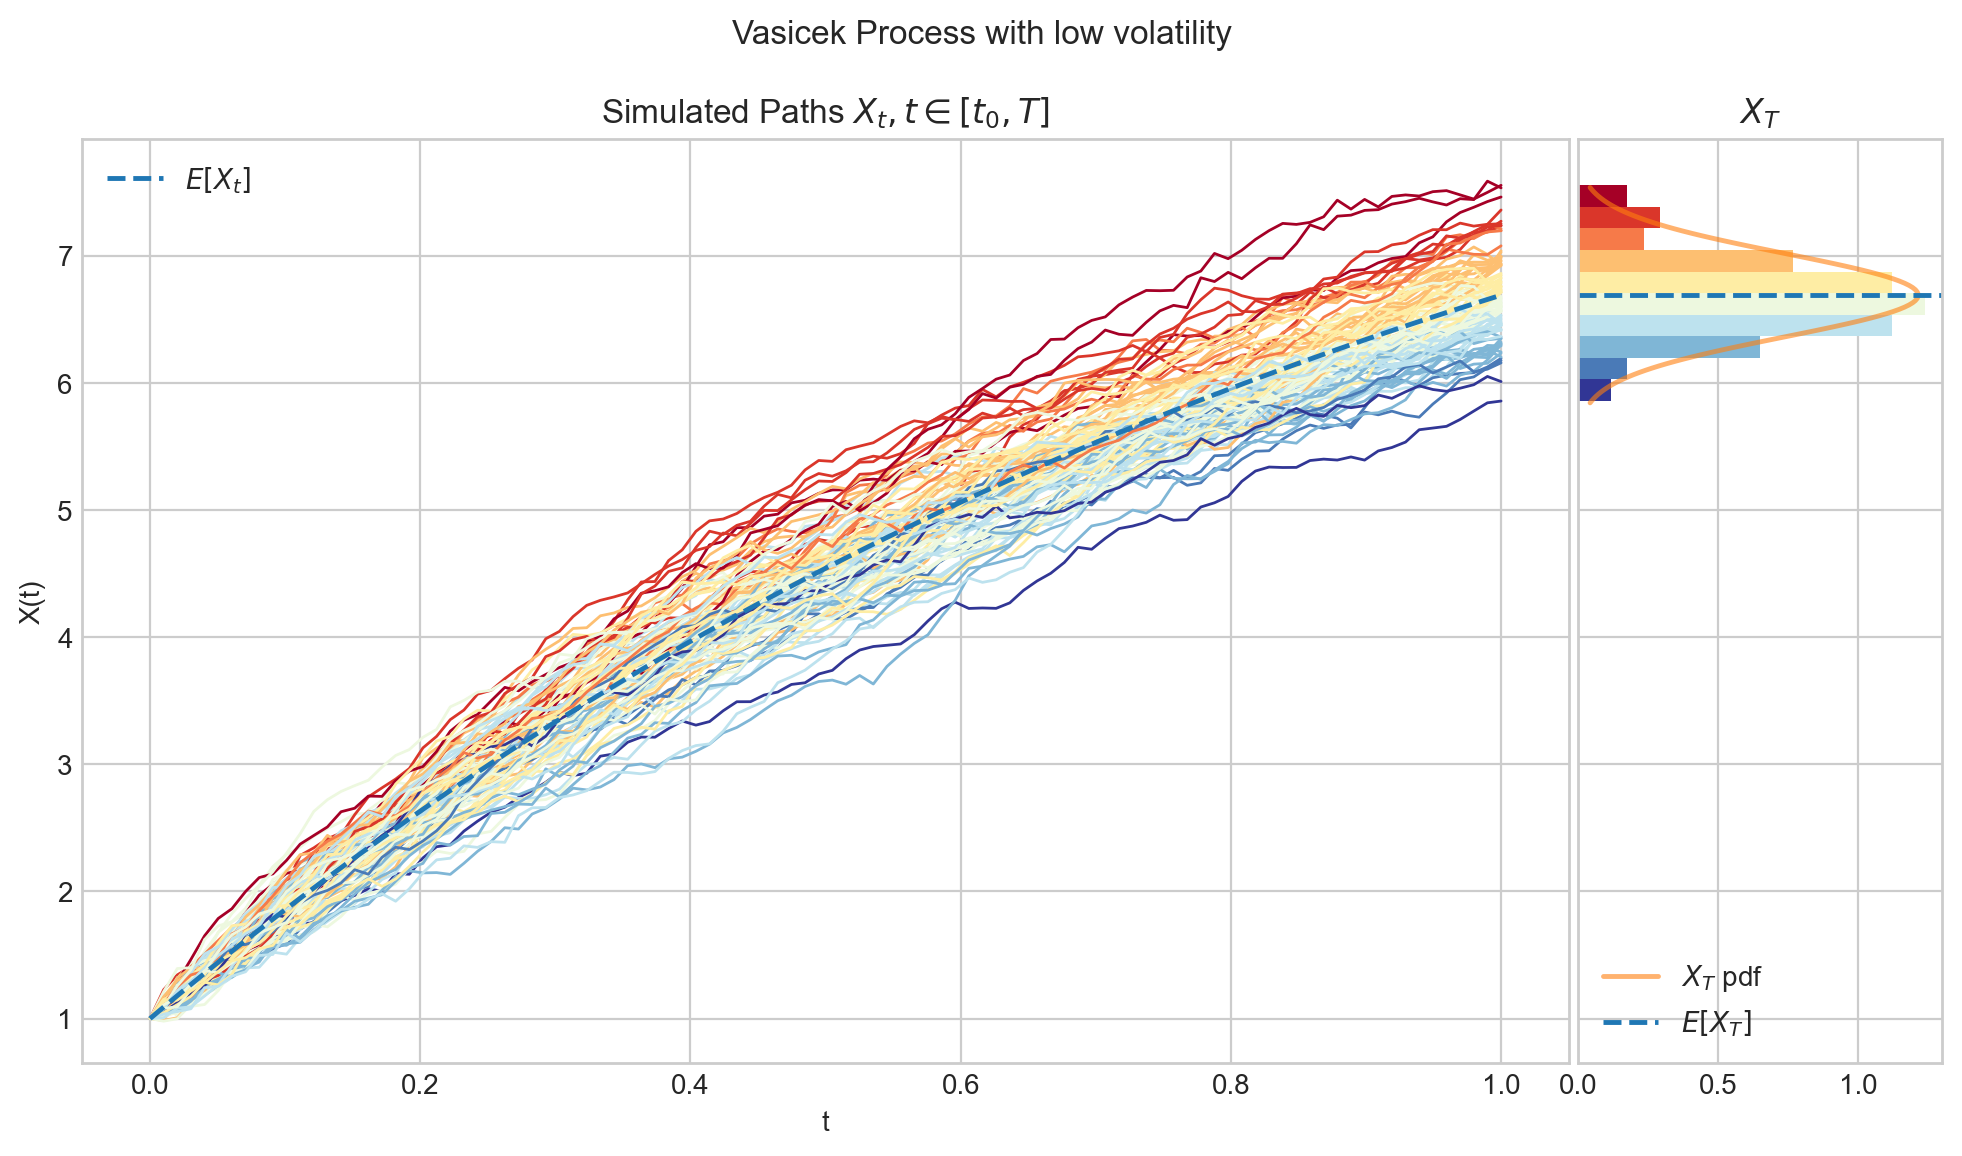 Vasicek Process with low volatility
Simulated Paths $X_t, t \in [t_0, T]$
$X_T$
$E[X_t]$
X(t)
7
6
5
4
3
2
1
0.0 0.2 0.4 0.6 0.8 1.0
t
$X_T$ pdf
$E[X_T]$
0.0 0.5 1.0